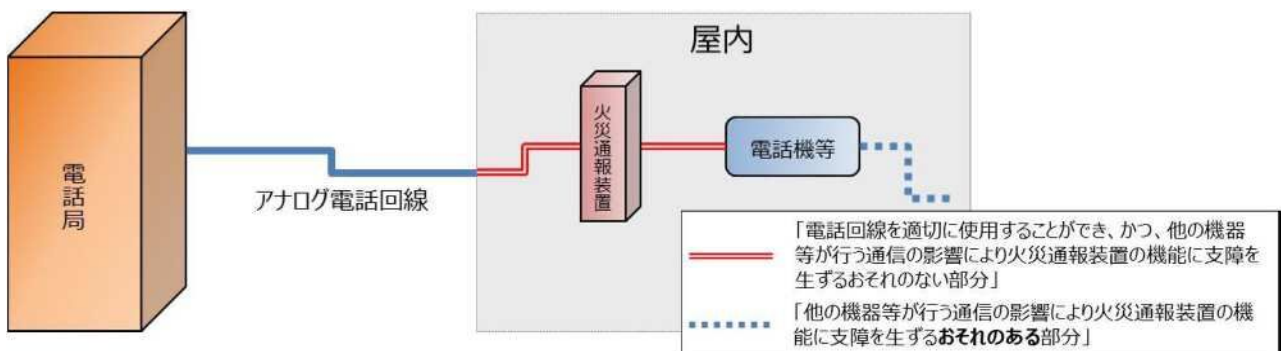 屋内
火災通報装置
電話機等
電話局
アナログ電話回線
「電話回線を適切に使用することができ、かつ、他の機器
等が行う通信の影響により火災通報装置の機能に支障を
生ずるおそれのない部分」
「他の機器等が行う通信の影響により火災通報装置の機
能に支障を生ずるおそれのある部分」